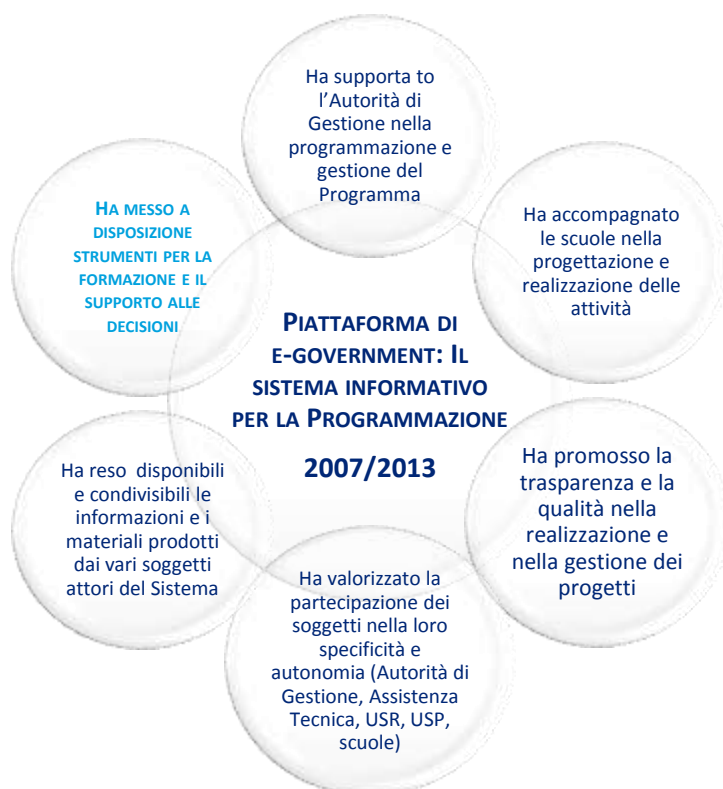 Ha supporta to
l'Autorità di
Gestione nella
programmazione e
gestione del
Programma
Ha accompagnato
le scuole nella
progettazione e
realizzazione delle
attività
Ha promosso la
trasparenza e la
qualità nella
realizzazione e
nella gestione dei
progetti
Ha valorizzato la
partecipazione dei
soggetti nella loro
specificità e
autonomia (Autorità di
Gestione, Assistenza
Tecnica, USR, USP,
scuole)
Ha reso disponibili
e condivisibili le
informazioni e i
materiali prodotti
dai vari soggetti
attori del Sistema
HA MESSO A
DISPOSIZIONE
STRUMENTI PER LA
FORMAZIONE E IL
SUPPORTO ALLE
DECISIONI
PIATTAFORMA DI
E-GOVERNMENT: IL
SISTEMA INFORMATIVO
PER LA PROGRAMMAZIONE
2007/2013